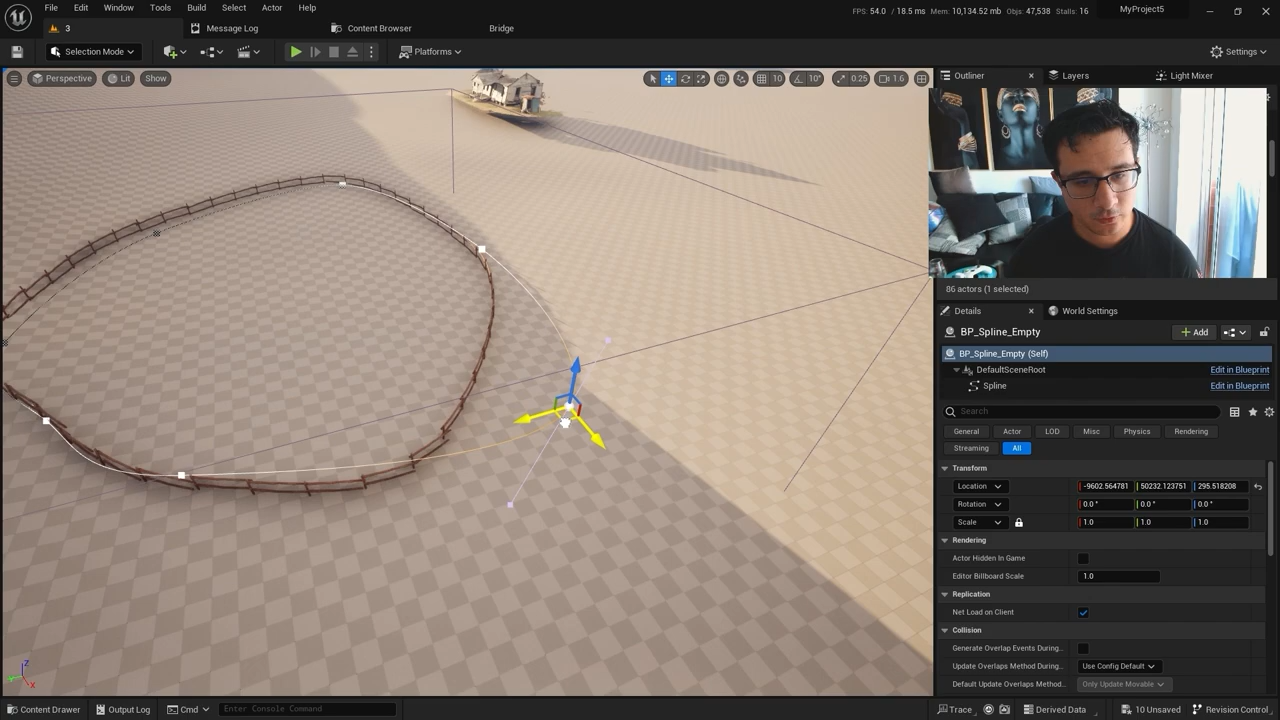 File Edit Window Tools Build Select Actor Help
FPS: 54.0 / 18.5 ms Mem: 10,134.52 mb Objs: 47,538 Stalls: 16
MyProject5
3
Message Log
Content Browser
Bridge
Selection Mode
Platforms
Settings
Perspective
Lit
Show
10
10°
0.25
1.6
Outliner
Layers
Light Mixer
86 actors (1 selected)
Details
World Settings
BP_Spline_Empty
Add
BP_Spline_Empty (Self)
DefaultSceneRoot Edit in Blueprint
Spline Edit in Blueprint
Search
General Actor LOD Misc Physics Rendering
Streaming All
Transform
Location -9602.564781 50232.123751 295.518208
Rotation 0.0 ° 0.0 ° 0.0 °
Scale 1.0 1.0 1.0
Rendering
Actor Hidden In Game
Editor Billboard Scale 1.0
Replication
Net Load on Client
Collision
Generate Overlap Events During...
Update Overlaps Method During... Use Config Default
Default Update Overlaps Method... Only Update Movable
Z
X
Content Drawer
Output Log
Cmd
Enter Console Command
Trace
Derived Data
10 Unsaved
Revision Control